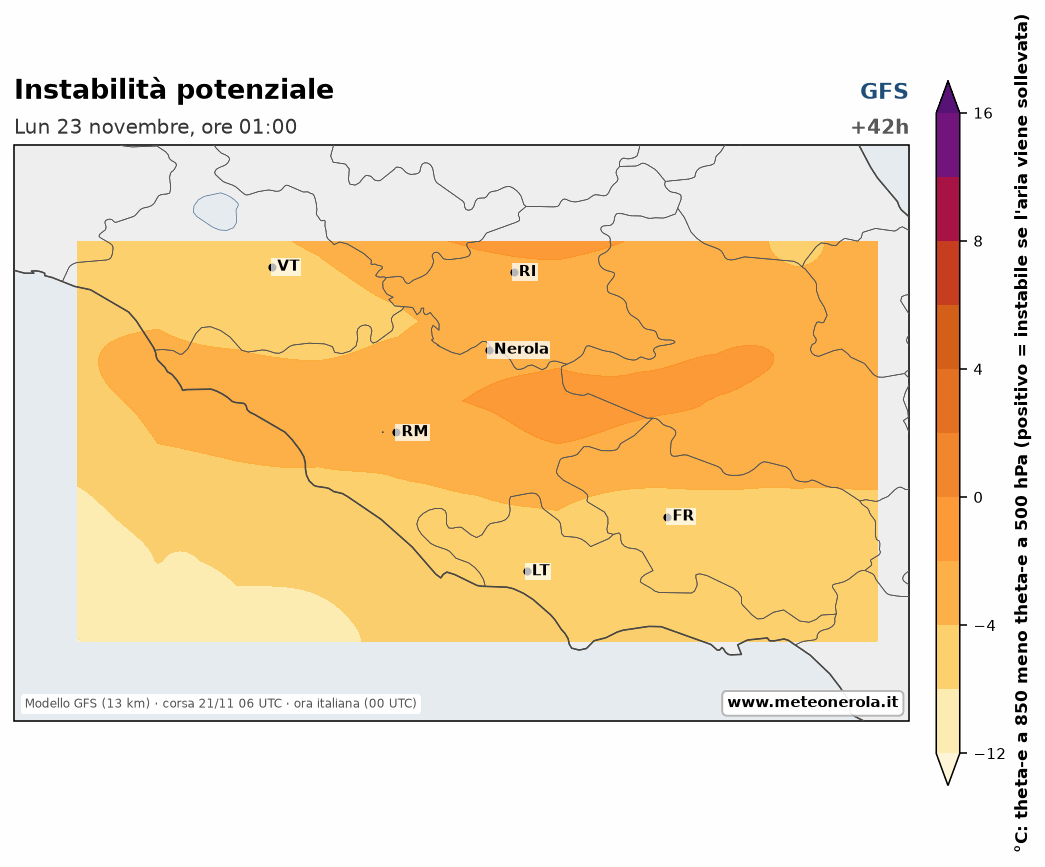 Instabilità potenziale
GFS
Lun 23 novembre, ore 01:00
+42h
VT
RI
Nerola
RM
FR
LT
Modello GFS (13 km) · corsa 21/11 06 UTC · ora italiana (00 UTC)
www.meteonerola.it
16
8
4
0
−4
−12
°C: theta-e a 850 meno theta-e a 500 hPa (positivo = instabile se l'aria viene sollevata)